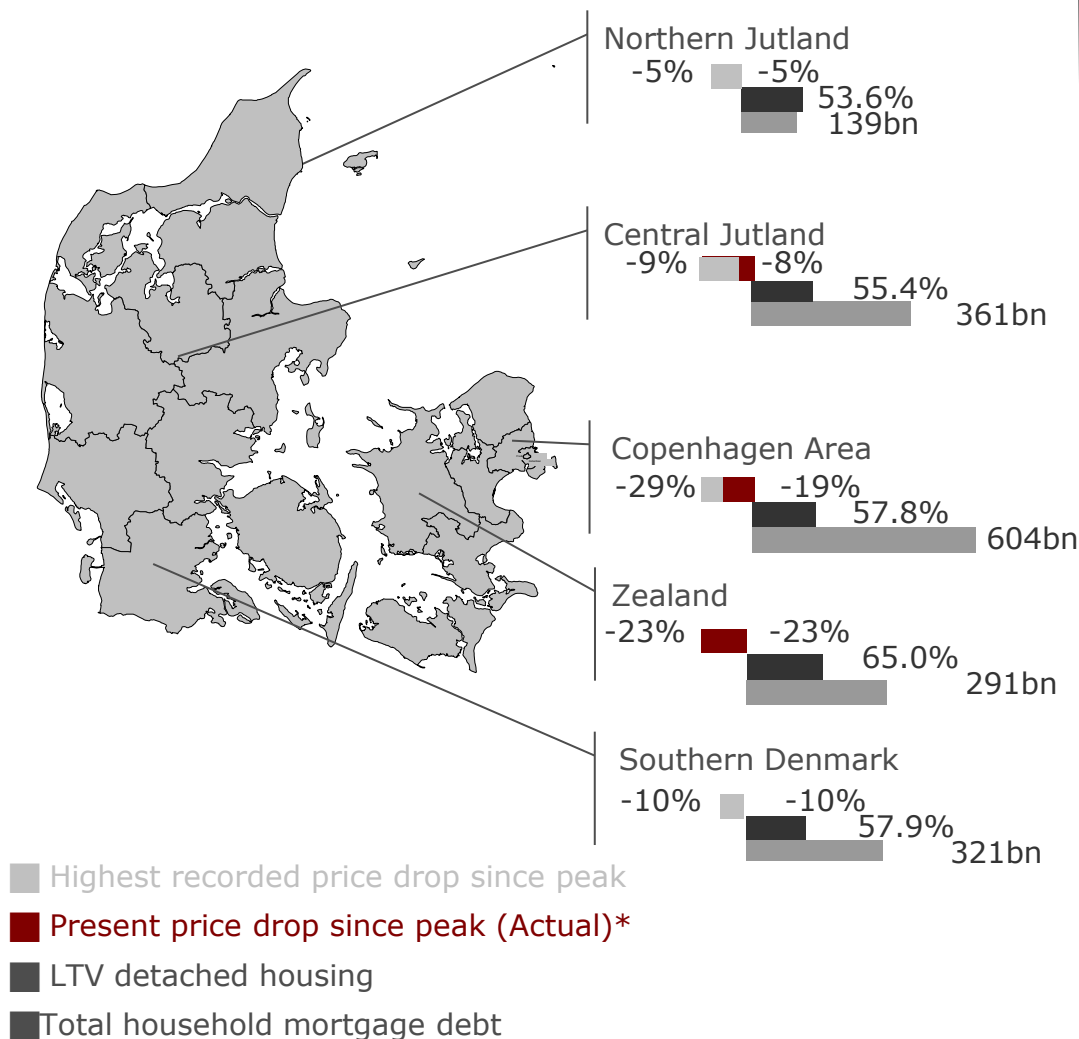 Northern Jutland
-5% -5%
53.6%
139bn
Central Jutland
-9% -8%
55.4%
361bn
Copenhagen Area
-29% -19%
57.8%
604bn
Zealand
-23% -23%
65.0%
291bn
Southern Denmark
-10% -10%
57.9%
321bn
Highest recorded price drop since peak
Present price drop since peak (Actual)*
LTV detached housing
Total household mortgage debt